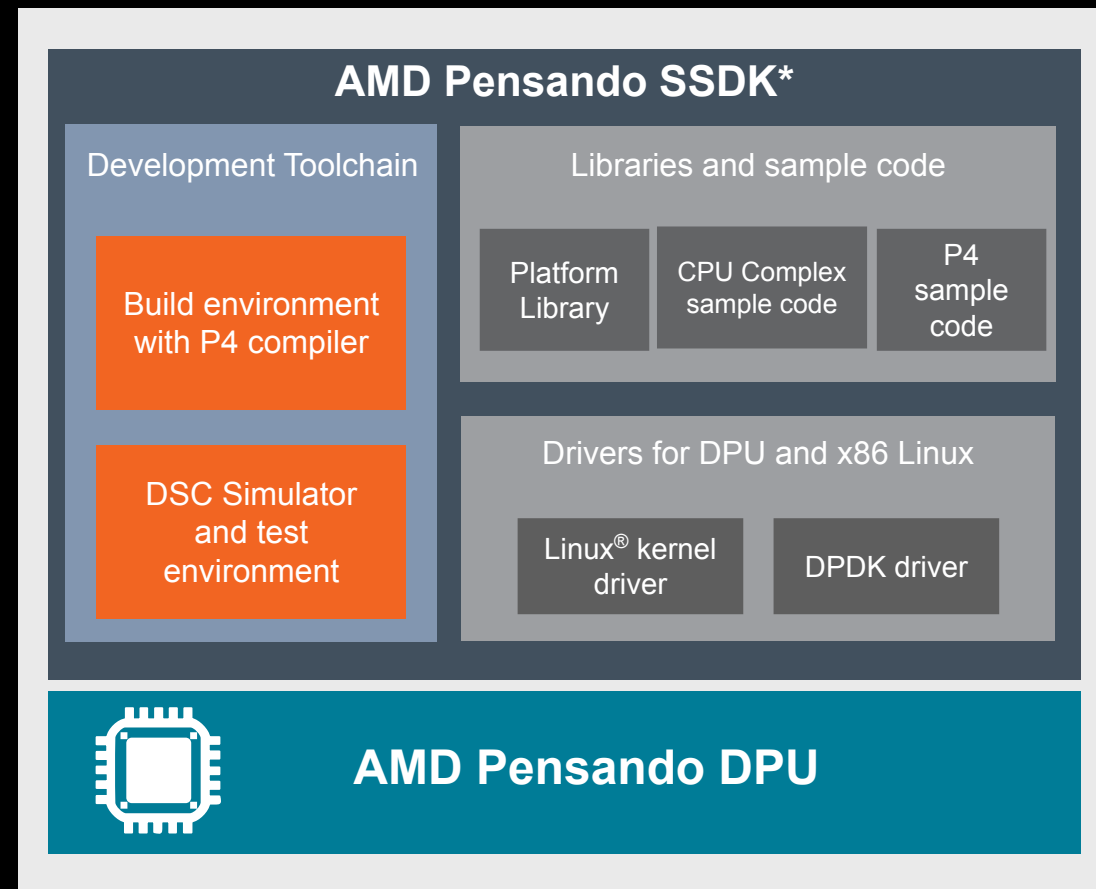 AMD Pensando SSDK*
Development Toolchain
Build environment
with P4 compiler
DSC Simulator
and test
environment
Libraries and sample code
Platform
Library
CPU Complex
sample code
P4
sample
code
Drivers for DPU and x86 Linux
Linux® kernel
driver
DPDK driver
AMD Pensando DPU